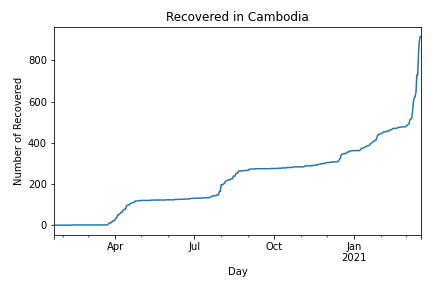 Recovered in Cambodia
Number of Recovered
800
600
400
200
0
Apr
Jul
Oct
Jan
2021
Day